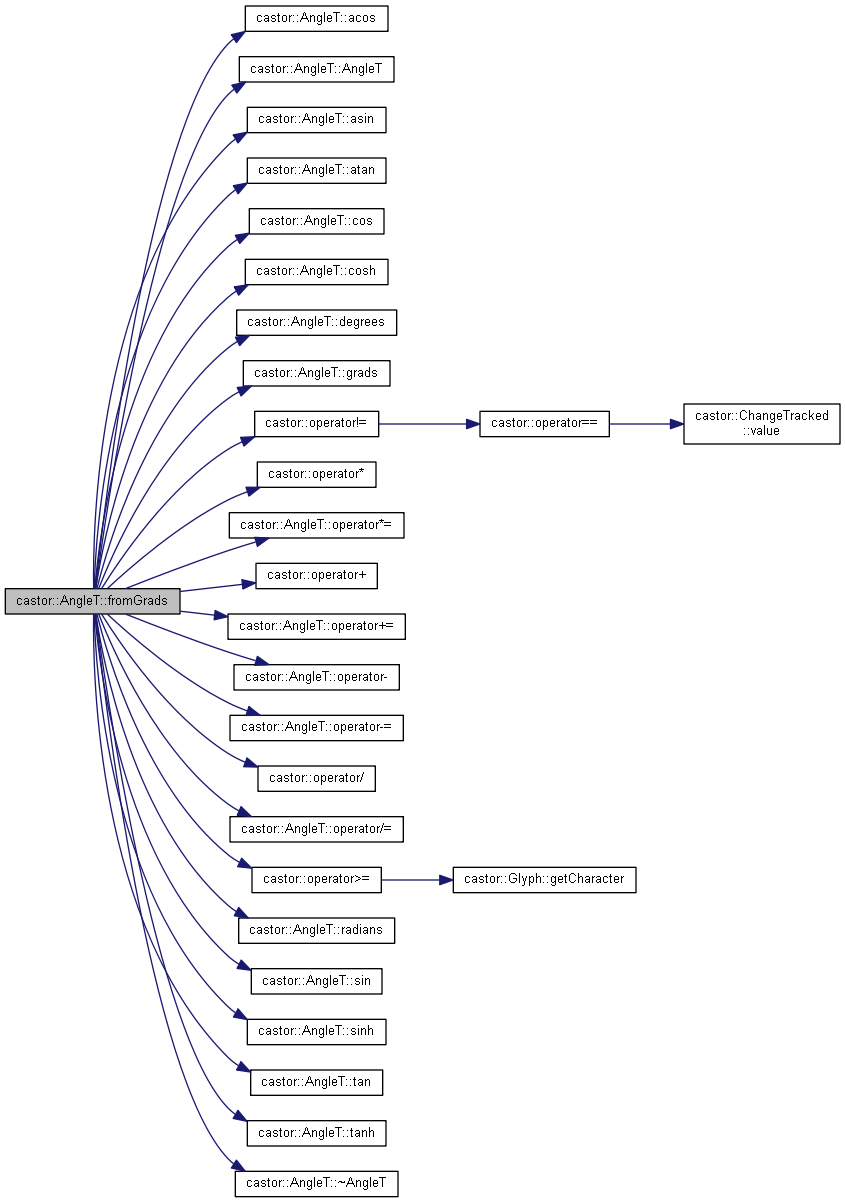 castor::AngleT::acos
castor::AngleT::AngleT
castor::AngleT::asin
castor::AngleT::atan
castor::AngleT::cos
castor::AngleT::cosh
castor::AngleT::degrees
castor::AngleT::grads
castor::operator!=
castor::operator==
castor::ChangeTracked
::value
castor::operator*
castor::AngleT::operator*=
castor::operator+
castor::AngleT::fromGrads
castor::AngleT::operator+=
castor::AngleT::operator-
castor::AngleT::operator-=
castor::operator/
castor::AngleT::operator/=
castor::operator>=
castor::Glyph::getCharacter
castor::AngleT::radians
castor::AngleT::sin
castor::AngleT::sinh
castor::AngleT::tan
castor::AngleT::tanh
castor::AngleT::~AngleT